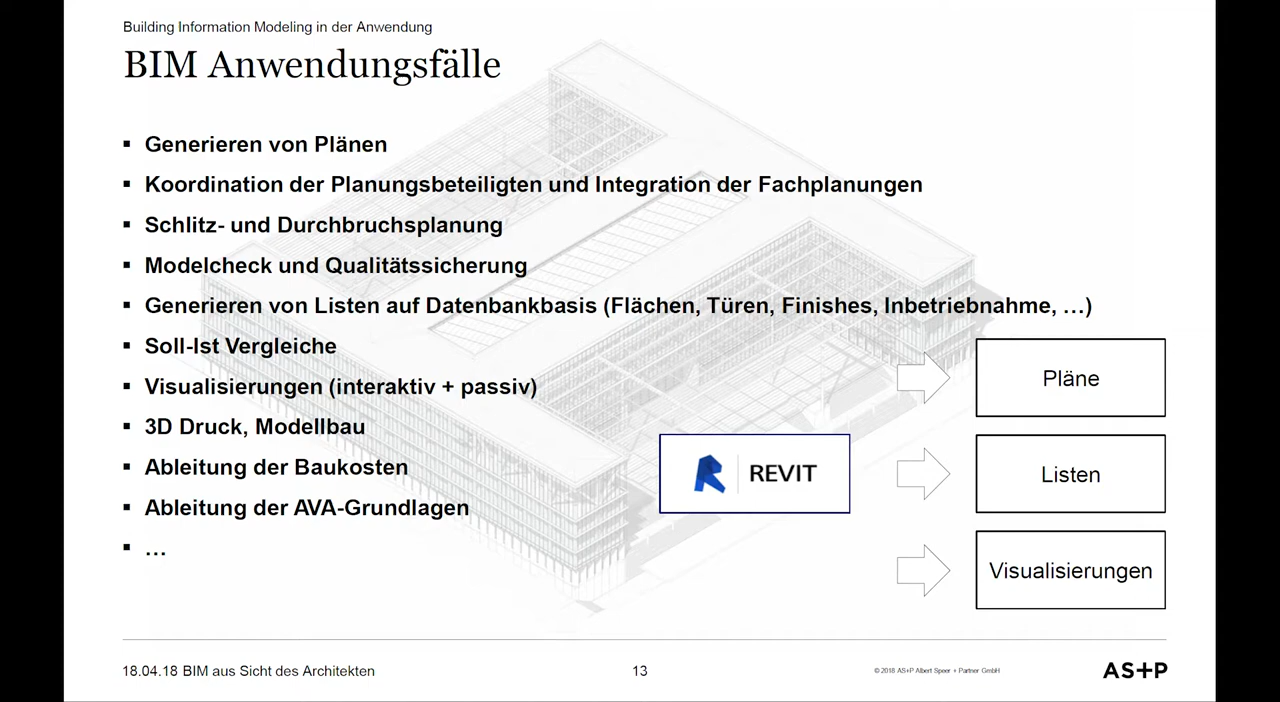 Building Information Modeling in der Anwendung
BIM Anwendungsfälle
▪ Generieren von Plänen
▪ Koordination der Planungsbeteiligten und Integration der Fachplanungen
▪ Schlitz- und Durchbruchsplanung
▪ Modelcheck und Qualitätssicherung
▪ Generieren von Listen auf Datenbankbasis (Flächen, Türen, Finishes, Inbetriebnahme, …)
▪ Soll-Ist Vergleiche
▪ Visualisierungen (interaktiv + passiv)
▪ 3D Druck, Modellbau
▪ Ableitung der Baukosten
▪ Ableitung der AVA-Grundlagen
▪ …
REVIT
Pläne
Listen
Visualisierungen
18.04.18 BIM aus Sicht des Architekten
13
©2018 AS+P Albert Speer + Partner GmbH
AS+P